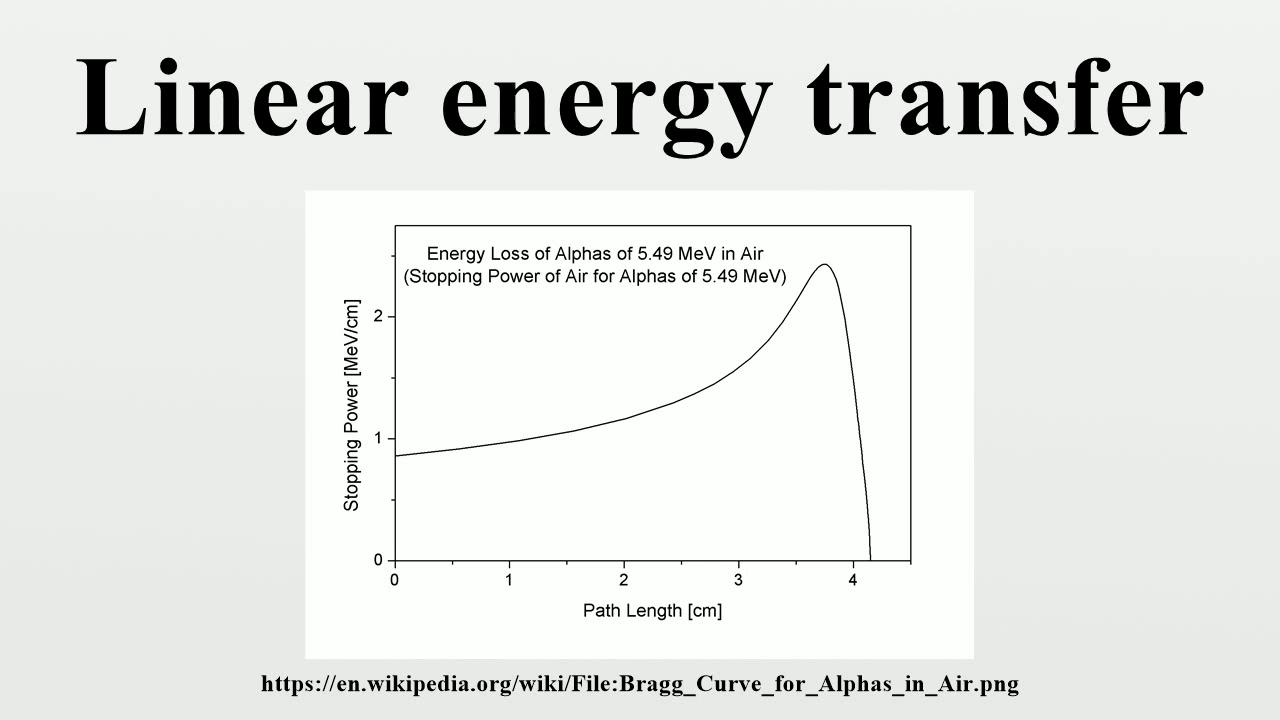 Linear energy transfer
Energy Loss of Alphas of 5.49 MeV in Air
(Stopping Power of Air for Alphas of 5.49 MeV)
Stopping Power [MeV/cm]
2
1
0
0 1 2 3 4
Path Length [cm]
https://en.wikipedia.org/wiki/File:Bragg_Curve_for_Alphas_in_Air.png